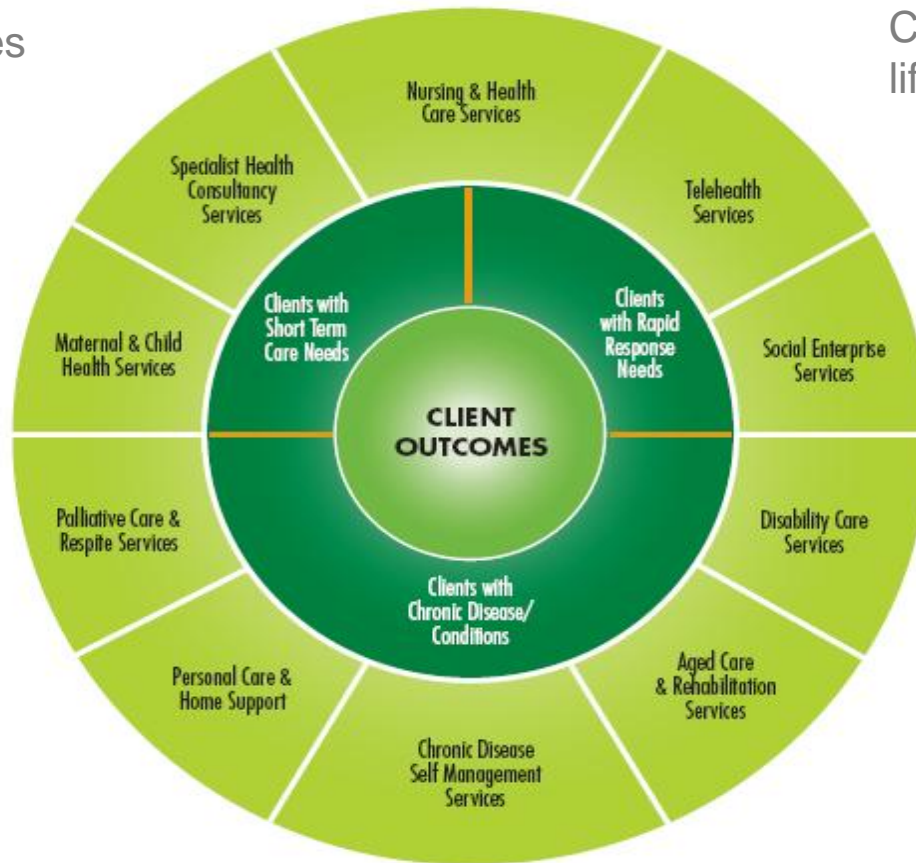 es
C
lif
Nursing & Health
Care Services
Telehealth
Services
Social Enterprise
Services
Disability Care
Services
Aged Care
& Rehabilitation
Services
Chronic Disease
Self Management
Services
Personal Care &
Home Support
Palliative Care &
Respite Services
Maternal & Child
Health Services
Specialist Health
Consultancy
Services
Clients with
Short Term
Care Needs
Clients
with Rapid
Response
Needs
Clients with
Chronic Disease/
Conditions
CLIENT
OUTCOMES